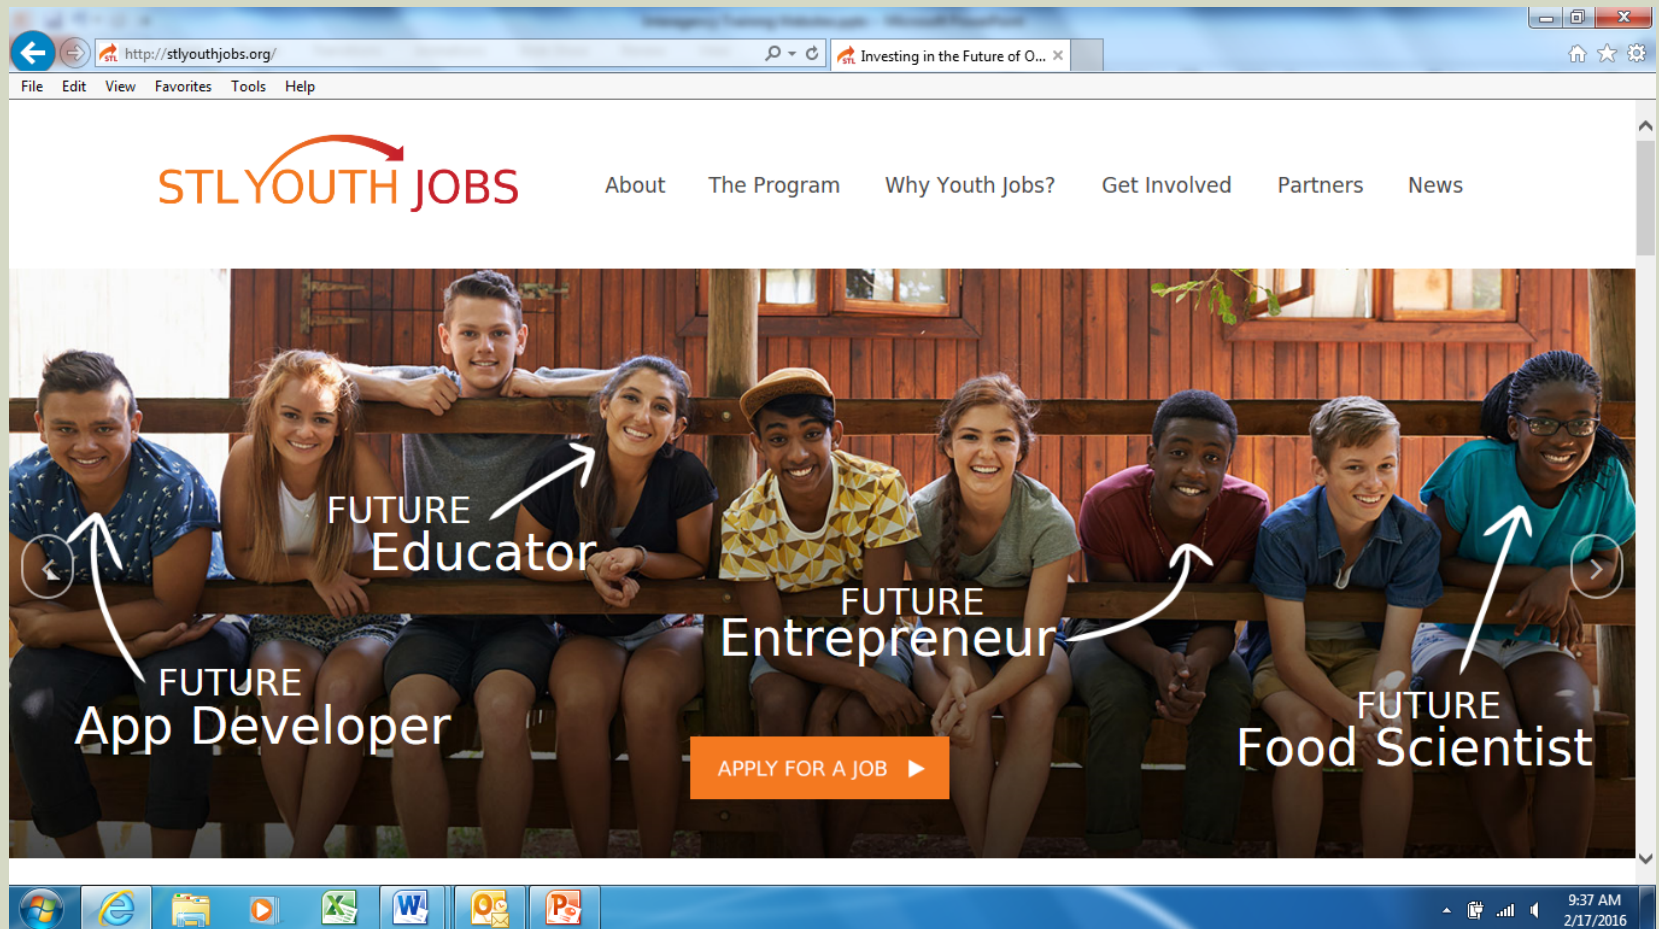 http://stlyouthjobs.org/
STL
Investing in the Future of O...
File Edit View Favorites Tools Help
STL YOUTH JOBS
About The Program Why Youth Jobs? Get Involved Partners News
FUTURE
Educator
FUTURE
Entrepreneur
FUTURE
App Developer
FUTURE
Food Scientist
APPLY FOR A JOB
9:37 AM
2/17/2016